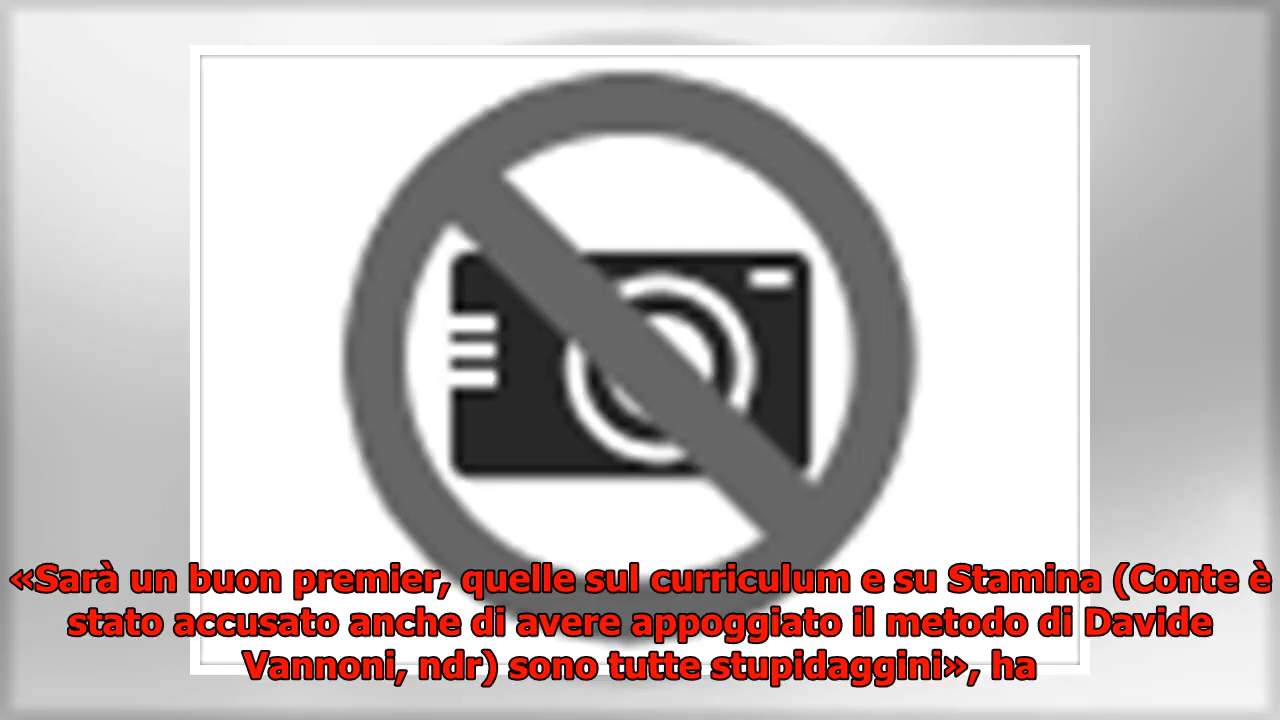 «Sarà un buon premier, quelle sul curriculum e su Stamina (Conte è
stato accusato anche di avere appoggiato il metodo di Davide
Vannoni, ndr) sono tutte stupidaggini», ha